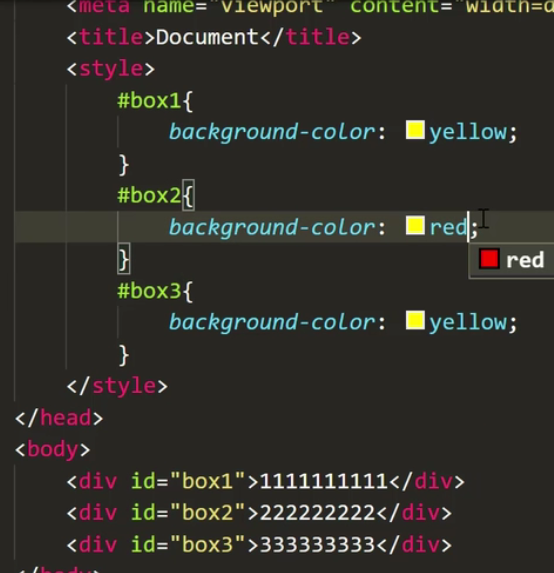 <meta name="viewport" content="width=d
<title>Document</title>
<style>
#box1{
background-color: yellow;
}
#box2{
background-color: red;
red
}
#box3{
background-color: yellow;
}
</style>
</head>
<body>
<div id="box1">1111111111</div>
<div id="box2">222222222</div>
<div id="box3">333333333</div>
</body>